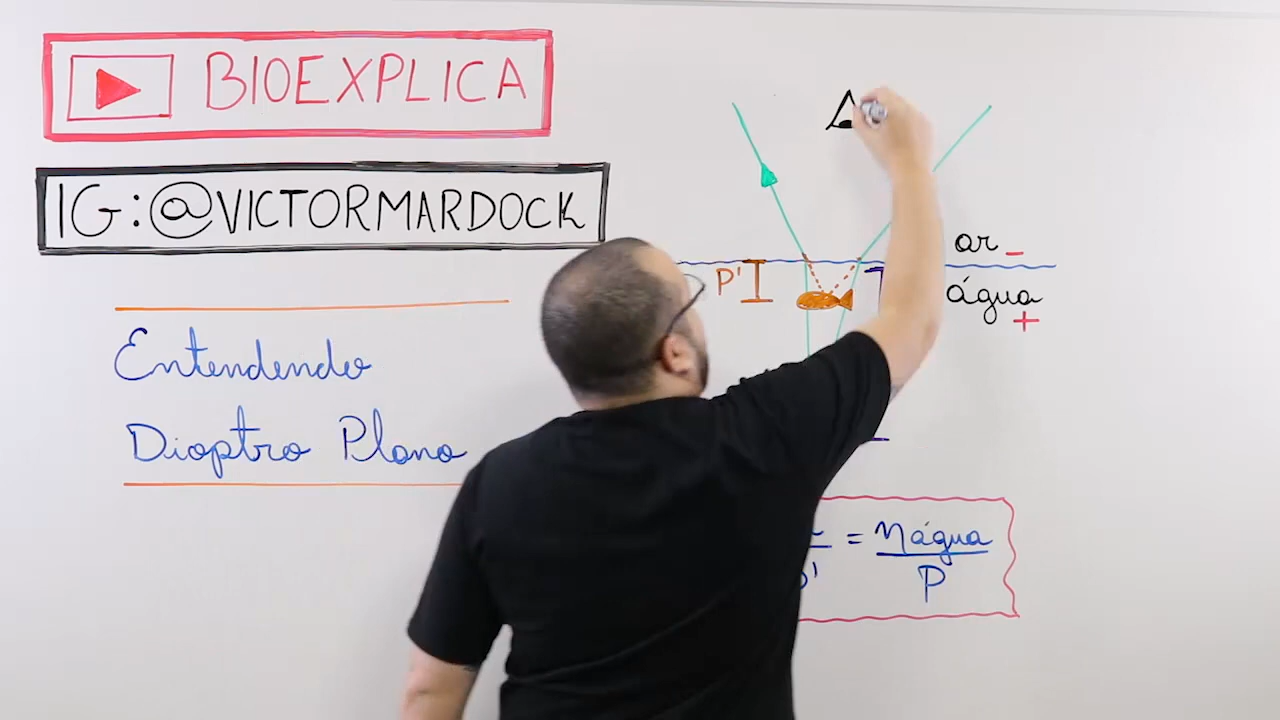 BIOEXPLICA
IG:@VICTORMARDOCK
Entendendo
Dioptro Plano
ar -
P'
água
+
= nágua
P' P